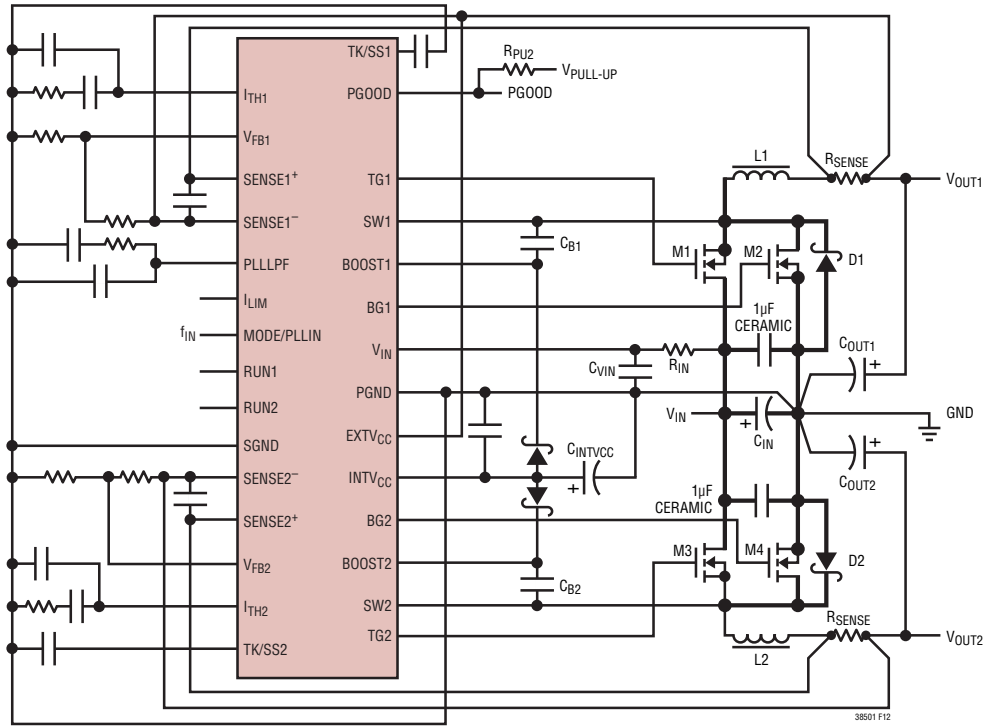 TK/SS1
RPU2
VPULL-UP
PGOOD
PGOOD
ITH1
VFB1
SENSE1+
SENSE1–
PLLLPF
ILIM
fIN
MODE/PLLIN
RUN1
RUN2
SGND
SENSE2–
SENSE2+
VFB2
ITH2
TK/SS2
TG1
SW1
BOOST1
BG1
VIN
PGND
EXTVCC
INTVCC
BG2
BOOST2
SW2
TG2
CB1
CVIN
RIN
CINTVCC
+
CB2
L1
RSENSE
VOUT1
M1
M2
D1
1µF
CERAMIC
COUT1
+
VIN
+
CIN
GND
+
COUT2
1µF
CERAMIC
M3
M4
D2
RSENSE
VOUT2
L2
38501 F12